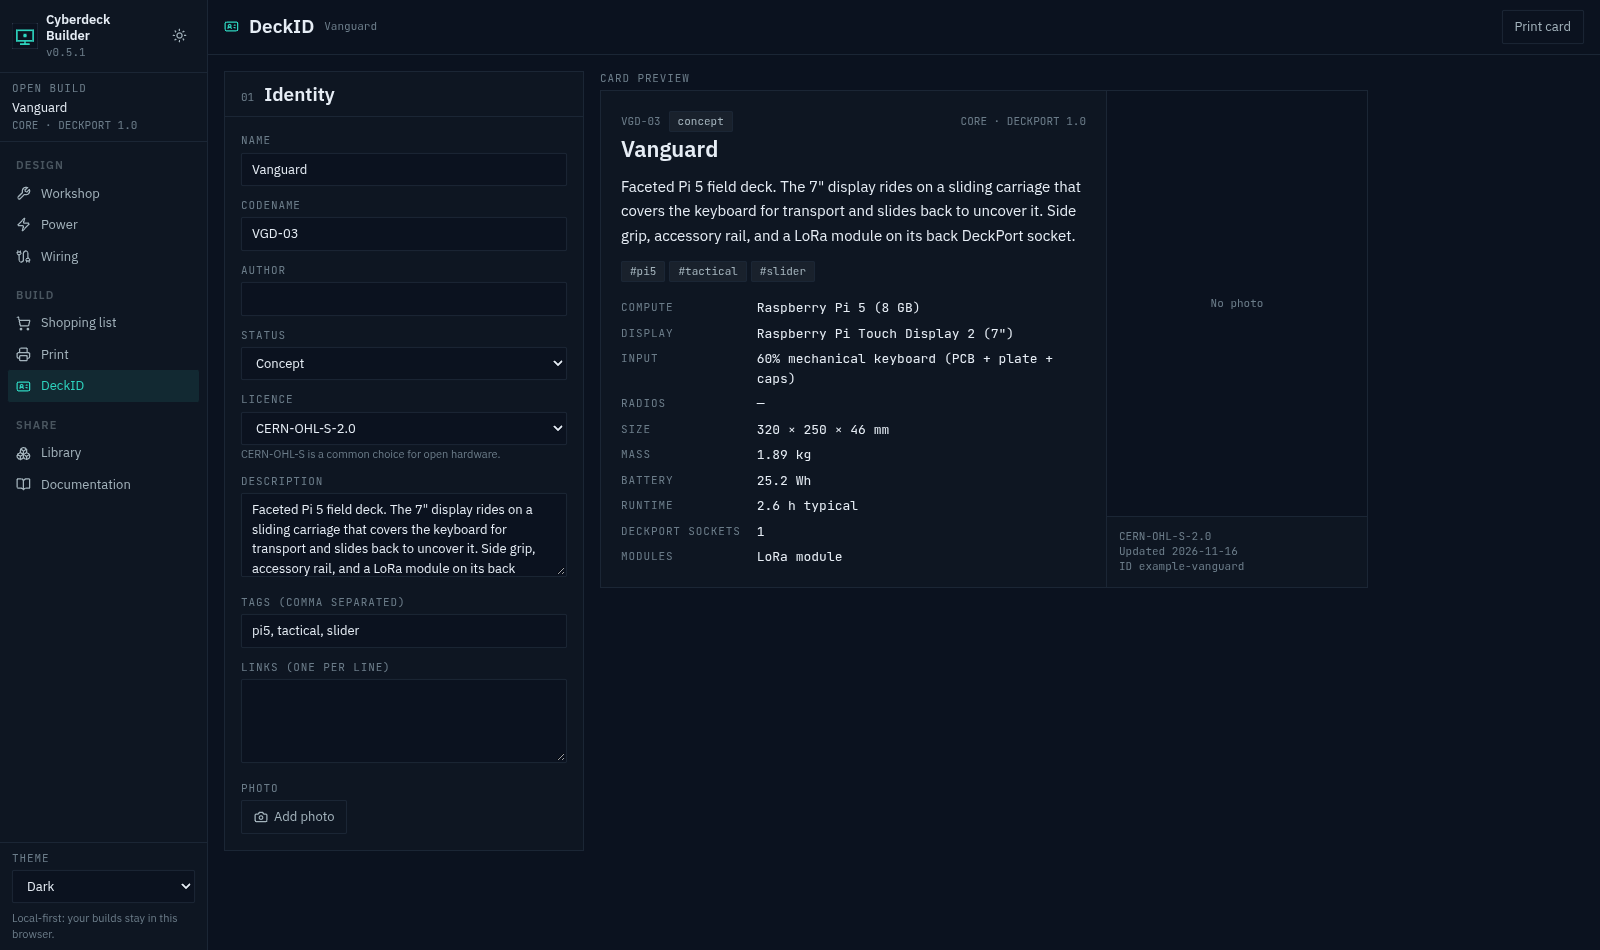 Cyberdeck
Builder
v0.5.1
OPEN BUILD
Vanguard
CORE · DECKPORT 1.0
DESIGN
Workshop
Power
Wiring
BUILD
Shopping list
Print
DeckID
SHARE
Library
Documentation
THEME
Dark
Local-first: your builds stay in this
browser.
DeckID Vanguard
Print card
01 Identity
NAME
Vanguard
CODENAME
VGD-03
AUTHOR
STATUS
Concept
LICENCE
CERN-OHL-S-2.0
CERN-OHL-S is a common choice for open hardware.
DESCRIPTION
Faceted Pi 5 field deck. The 7" display rides on a
sliding carriage that covers the keyboard for
transport and slides back to uncover it. Side grip,
accessory rail, and a LoRa module on its back
TAGS (COMMA SEPARATED)
pi5, tactical, slider
LINKS (ONE PER LINE)
PHOTO
Add photo
CARD PREVIEW
VGD-03 concept CORE · DECKPORT 1.0
Vanguard
Faceted Pi 5 field deck. The 7" display rides on a sliding carriage that
covers the keyboard for transport and slides back to uncover it. Side
grip, accessory rail, and a LoRa module on its back DeckPort socket.
#pi5 #tactical #slider
COMPUTE Raspberry Pi 5 (8 GB)
DISPLAY Raspberry Pi Touch Display 2 (7")
INPUT 60% mechanical keyboard (PCB + plate +
caps)
RADIOS —
SIZE 320 × 250 × 46 mm
MASS 1.89 kg
BATTERY 25.2 Wh
RUNTIME 2.6 h typical
DECKPORT SOCKETS 1
MODULES LoRa module
No photo
CERN-OHL-S-2.0
Updated 2026-11-16
ID example-vanguard